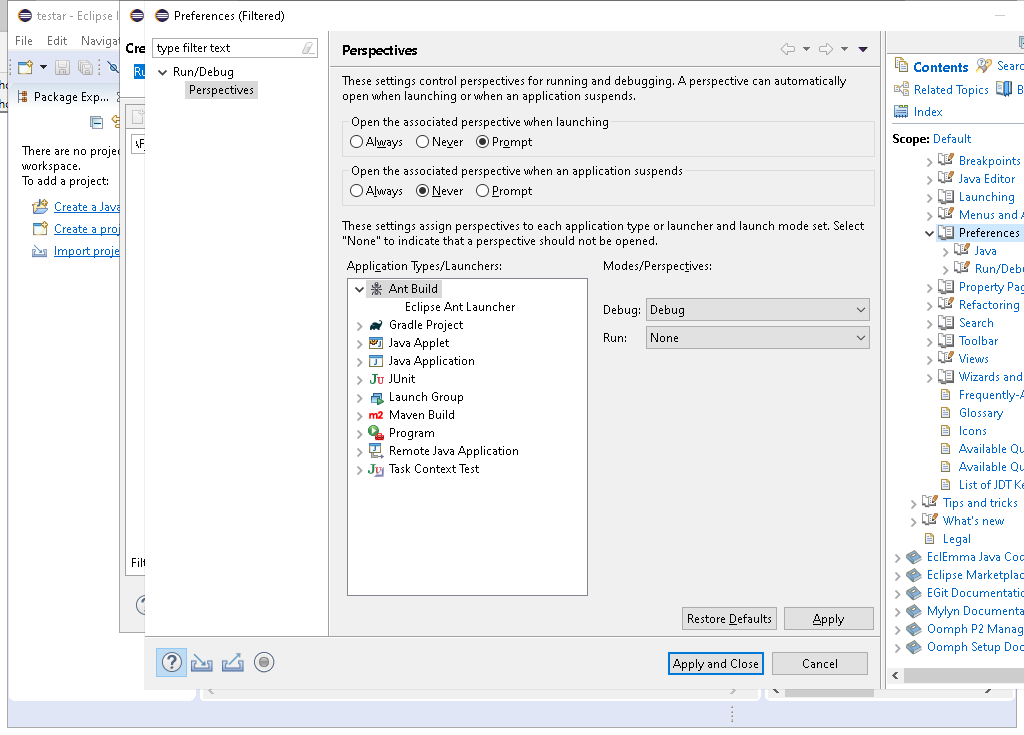 testar - Eclipse I
Preferences (Filtered)
File Edit Navigat
Cre
type filter text
Perspectives
Contents
Searc
Ru
Run/Debug
Perspectives
Package Exp...
These settings control perspectives for running and debugging. A perspective can automatically
open when launching or when an application suspends.
Related Topics
B
Index
Open the associated perspective when launching
Always Never Prompt
Scope: Default
There are no projec
workspace.
To add a project:
Open the associated perspective when an application suspends
Always Never Prompt
Create a Java
Create a proj
Import proje
These settings assign perspectives to each application type or launcher and launch mode set. Select
"None" to indicate that a perspective should not be opened.
Application Types/Launchers:
Modes/Perspectives:
Ant Build
Eclipse Ant Launcher
Gradle Project
Java Applet
Java Application
JUnit
Launch Group
Maven Build
Program
Remote Java Application
Task Context Test
Debug: Debug
Run: None
Breakpoints
Java Editor
Launching
Menus and A
Preferences
Java
Run/Debu
Property Pag
Refactoring
Search
Toolbar
Views
Wizards and
Frequently-A
Glossary
Icons
Available Qu
Available Qu
List of JDT Ke
Tips and tricks
What's new
Legal
EclEmma Java Cod
Eclipse Marketplac
EGit Documentatio
Mylyn Documenta
Oomph P2 Manag
Oomph Setup Doc
Filt
Restore Defaults Apply
Apply and Close Cancel